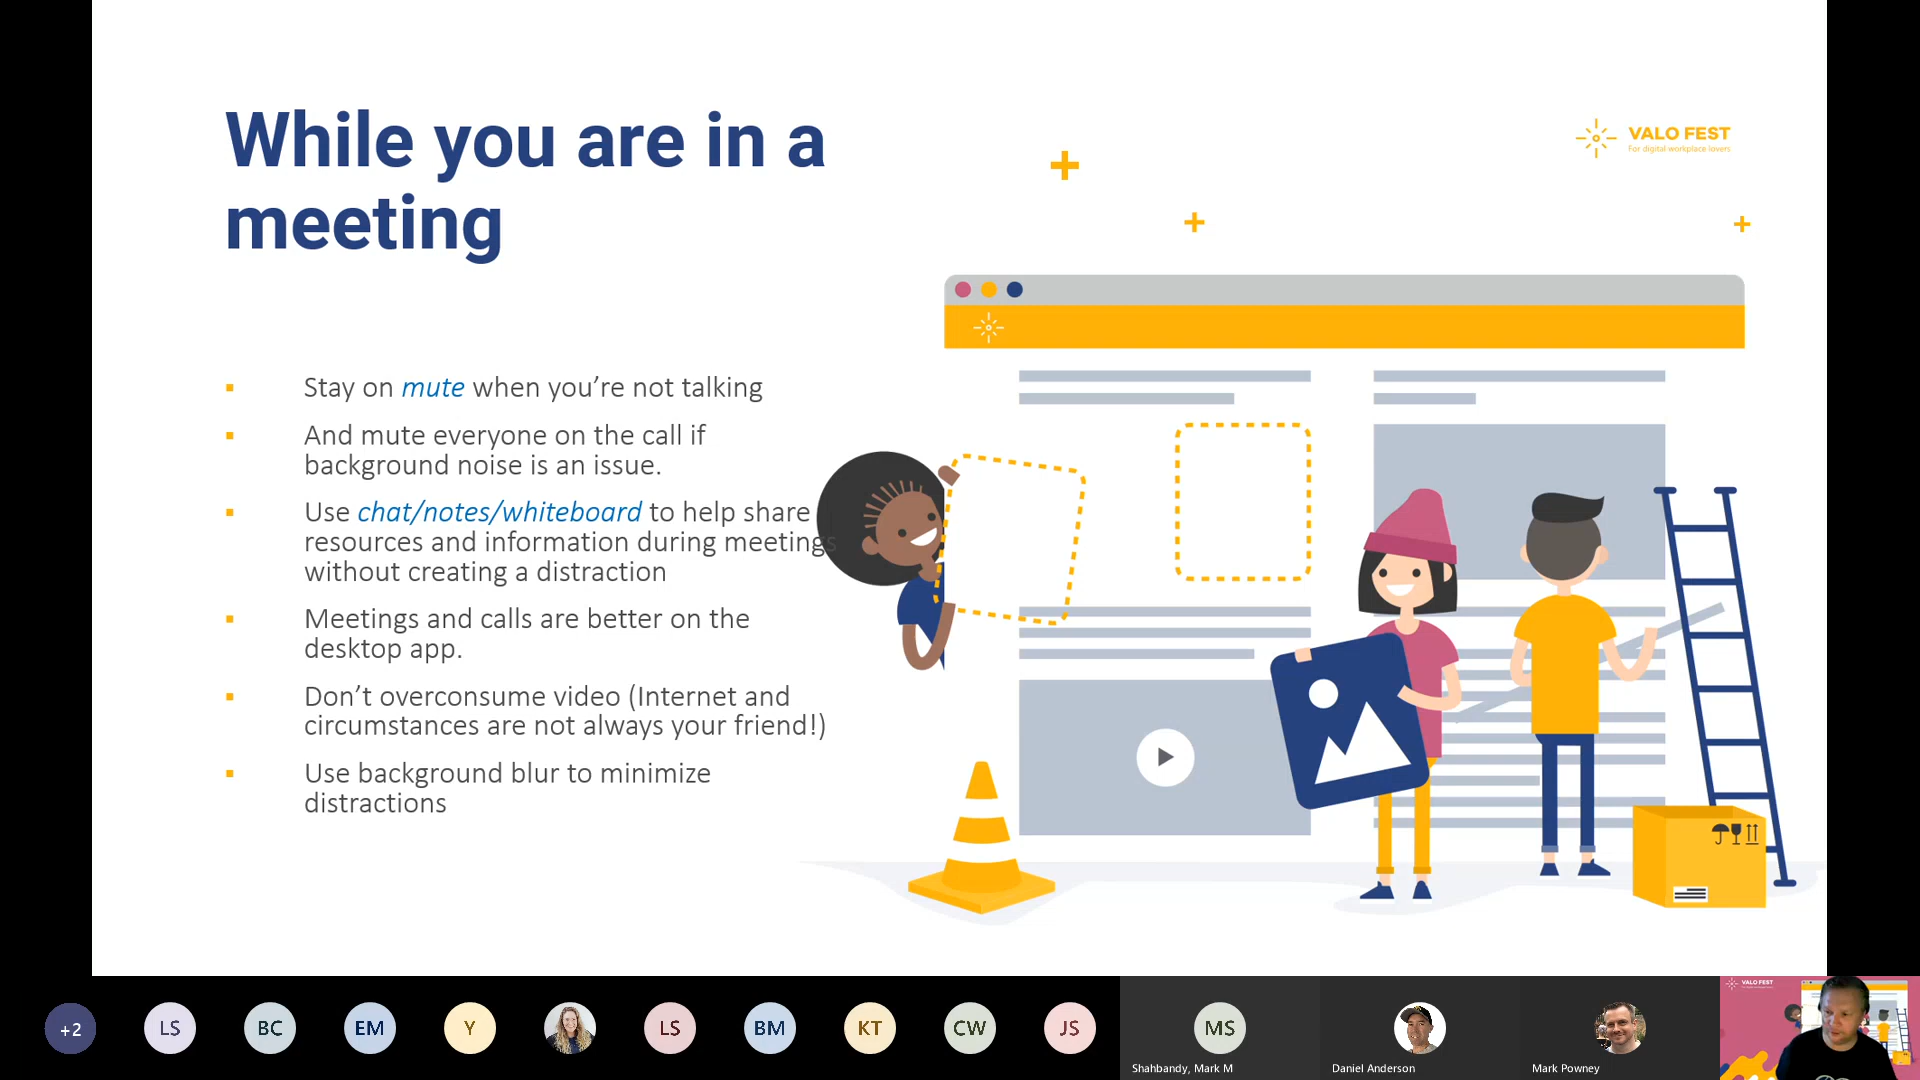 While you are in a
meeting
VALO FEST
For digital workplace lovers
Stay on mute when you’re not talking
And mute everyone on the call if
background noise is an issue.
Use chat/notes/whiteboard to help share
resources and information during meetings
without creating a distraction
Meetings and calls are better on the
desktop app.
Don’t overconsume video (Internet and
circumstances are not always your friend!)
Use background blur to minimize
distractions
+2
LS
BC
EM
Y
LS
BM
KT
CW
JS
MS
Shahbandy, Mark M
Daniel Anderson
Mark Powney
VALO FEST